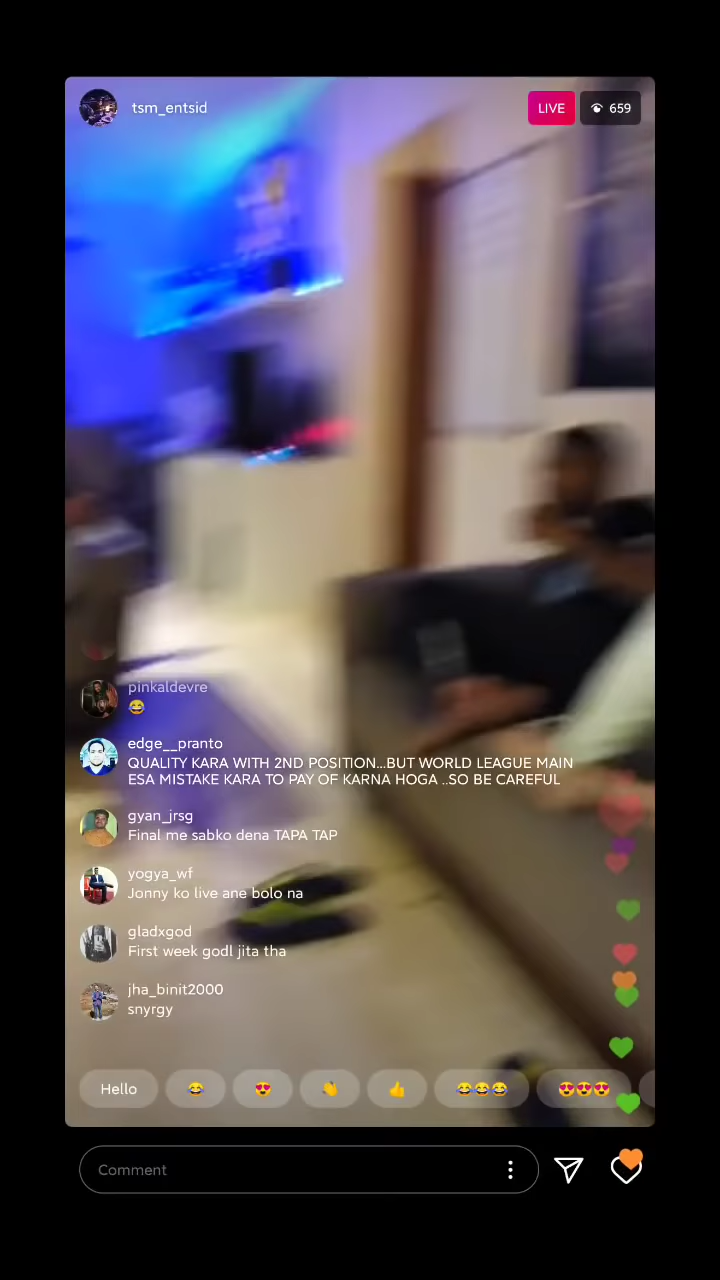 tsm_entsid
LIVE
659
pinkaldevre
😂
edge__pranto
QUALITY KARA WITH 2ND POSITION...BUT WORLD LEAGUE MAIN
ESA MISTAKE KARA TO PAY OF KARNA HOGA ..SO BE CAREFUL
gyan_jrsg
Final me sabko dena TAPA TAP
yogya_wf
Jonny ko live ane bolo na
gladxgod
First week godl jita tha
jha_binit2000
snyrgy
Hello 😂 😍 👏 👍 😂😂😂 😍😍😍
Comment